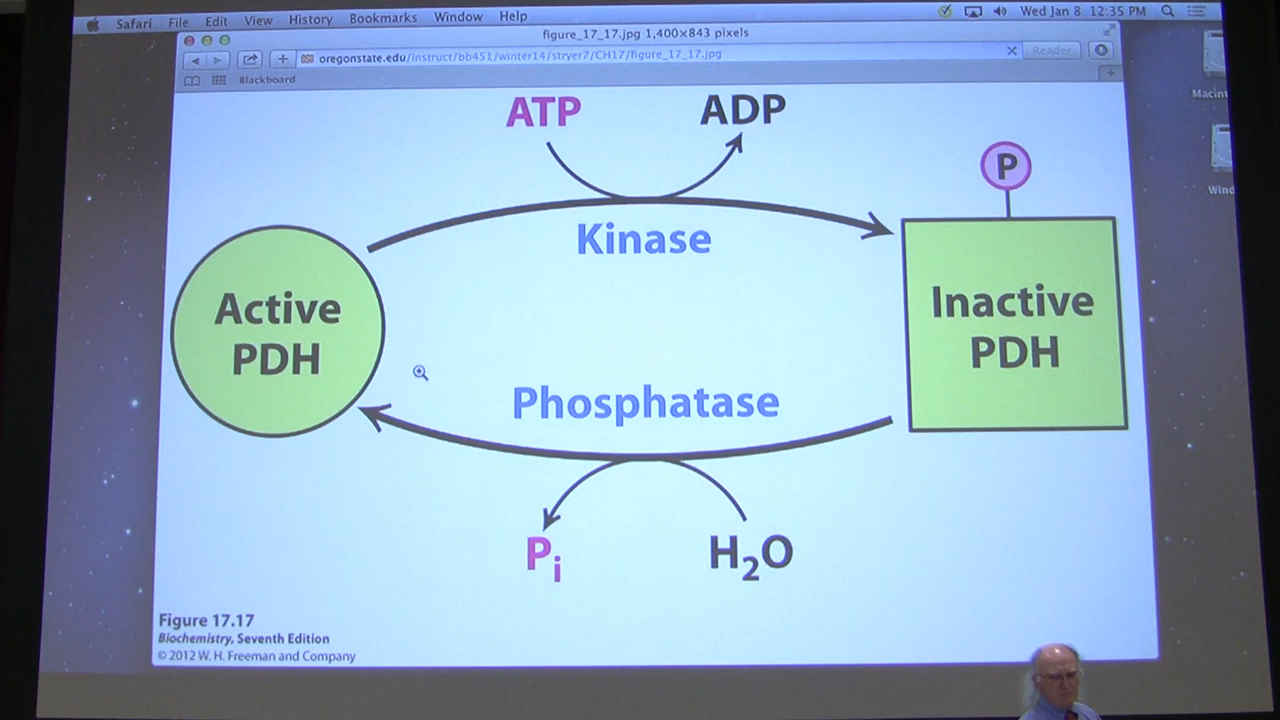 Safari File Edit View History Bookmarks Window Help Wed Jan 8 12:35 PM
figure_17_17.jpg 1,400×843 pixels
oregonstate.edu/instruct/bb451/winter14/stryer7/CH17/figure_17_17.jpg Reader
Blackboard
Macint
Wind
ATP ADP
P
Kinase
Active
PDH
Inactive
PDH
Phosphatase
Pi H2O
Figure 17.17
Biochemistry, Seventh Edition
© 2012 W. H. Freeman and Company